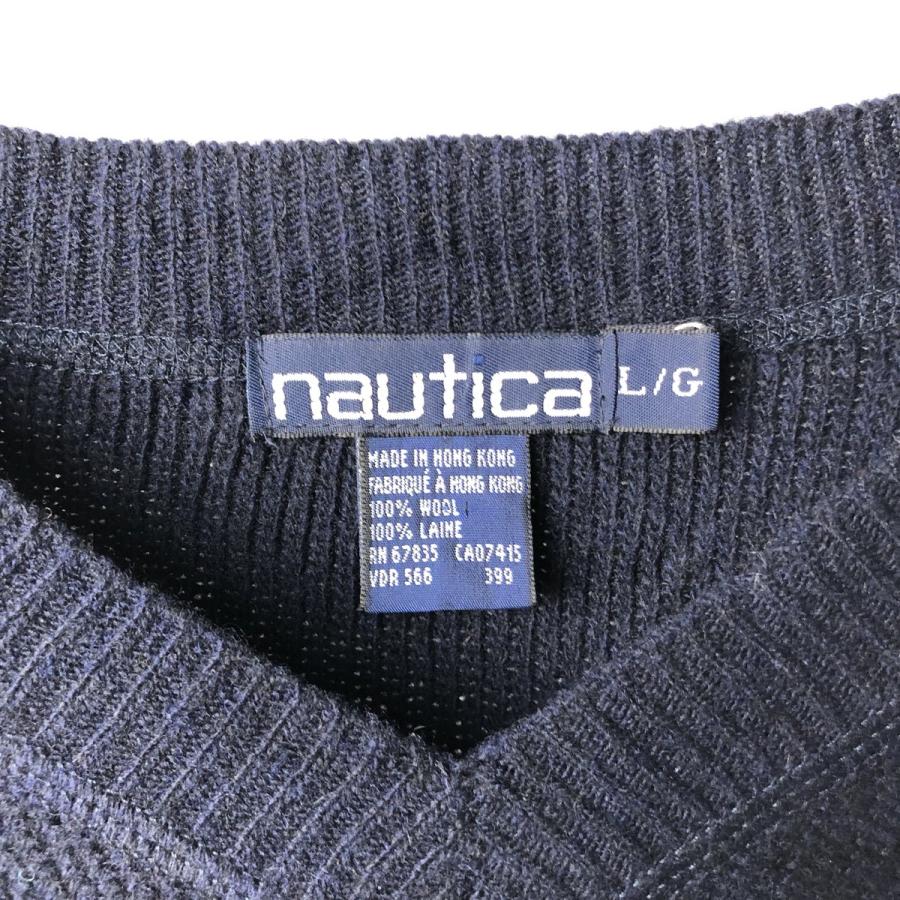 nautica L/G
MADE IN HONG KONG
FABRIQUÉ À HONG KONG
100% WOOL
100% LAINE
RN 67835 CA07415
VDR 566 399